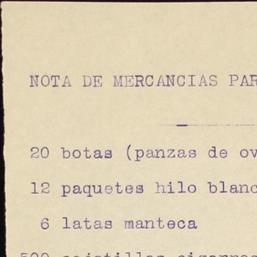 NOTA DE MERCANCIAS PAR
20 botas (panzas de ov
12 paquetes hilo blanc
6 latas manteca